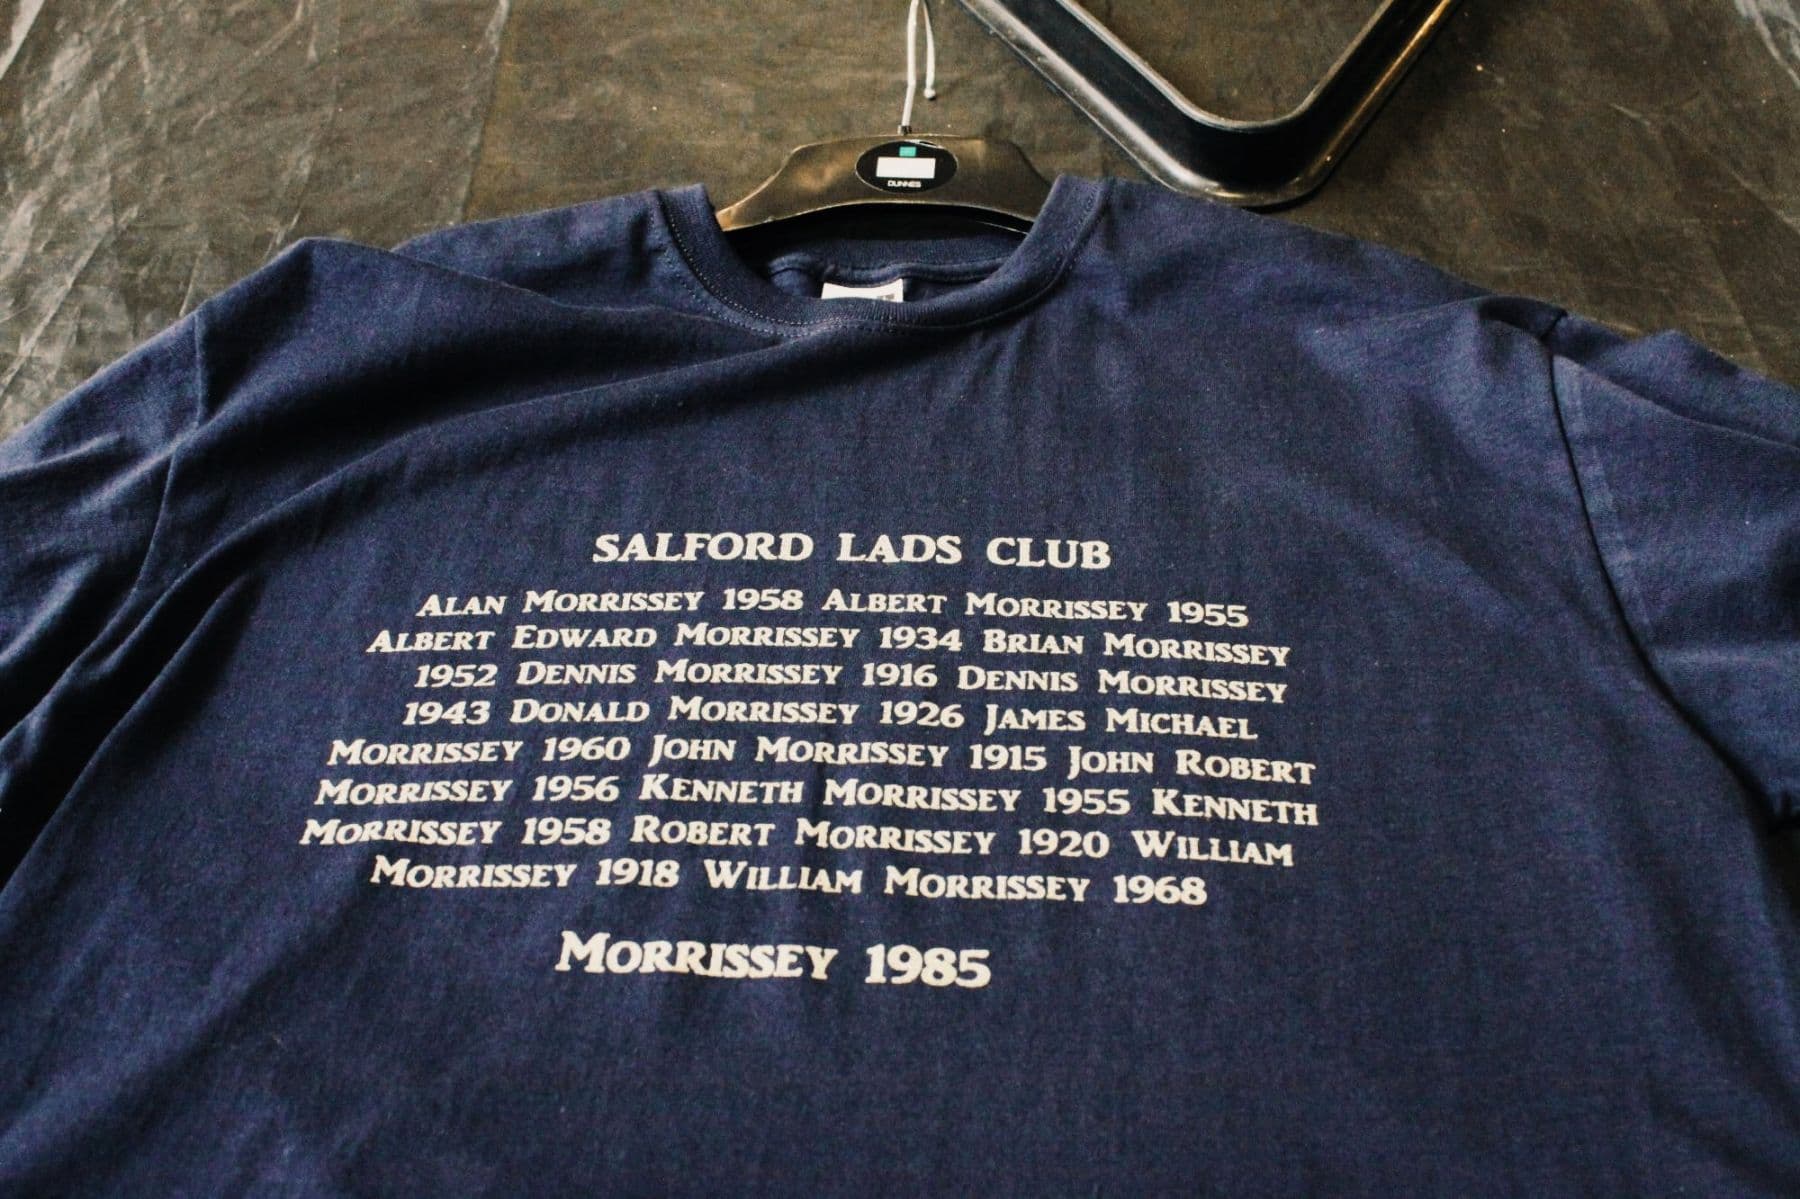 DUNNES
SALFORD LADS CLUB
ALAN MORRISSEY 1958 ALBERT MORRISSEY 1955
ALBERT EDWARD MORRISSEY 1934 BRIAN MORRISSEY
1952 DENNIS MORRISSEY 1916 DENNIS MORRISSEY
1943 DONALD MORRISSEY 1926 JAMES MICHAEL
MORRISSEY 1960 JOHN MORRISSEY 1915 JOHN ROBERT
MORRISSEY 1956 KENNETH MORRISSEY 1955 KENNETH
MORRISSEY 1958 ROBERT MORRISSEY 1920 WILLIAM
MORRISSEY 1918 WILLIAM MORRISSEY 1968
MORRISSEY 1985